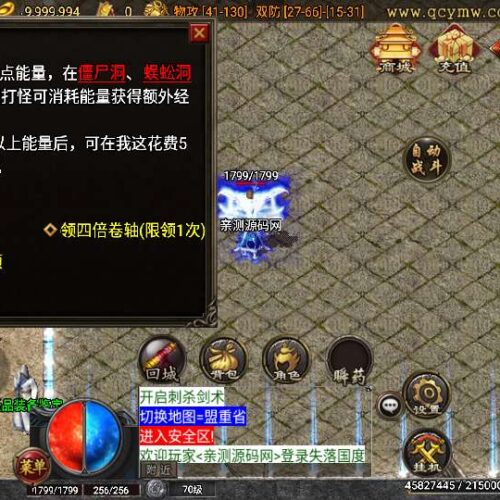 9,999,994
0
物攻 [41-130]
双防 [27-66]-[15-31]
www.qcymw.com
商城
充值
点能量，在僵尸洞、蜈蚣洞
打怪可消耗能量获得额外经
以上能量后，可在我这花费5
领四倍卷轴(限领1次)
自动
战斗
1799/1799
亲测源码网
回城
背包
角色
瞬药
设置
挂机
品装备鉴定
菜单
开启刺杀剑术
切换地图=盟重省
进入安全区!
欢迎玩家<亲测源码网>登录失落国度
附近
1799/1799
256/256
70级
45827445 / 215000